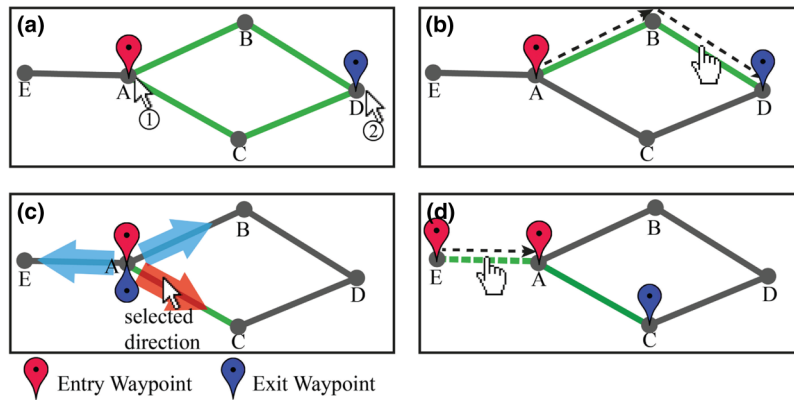 (a)
B
E
A
①
D
②
C
(b)
B
E
A
D
C
(c)
B
E
A
D
selected
direction
C
(d)
B
E
A
D
C
Entry Waypoint
Exit Waypoint